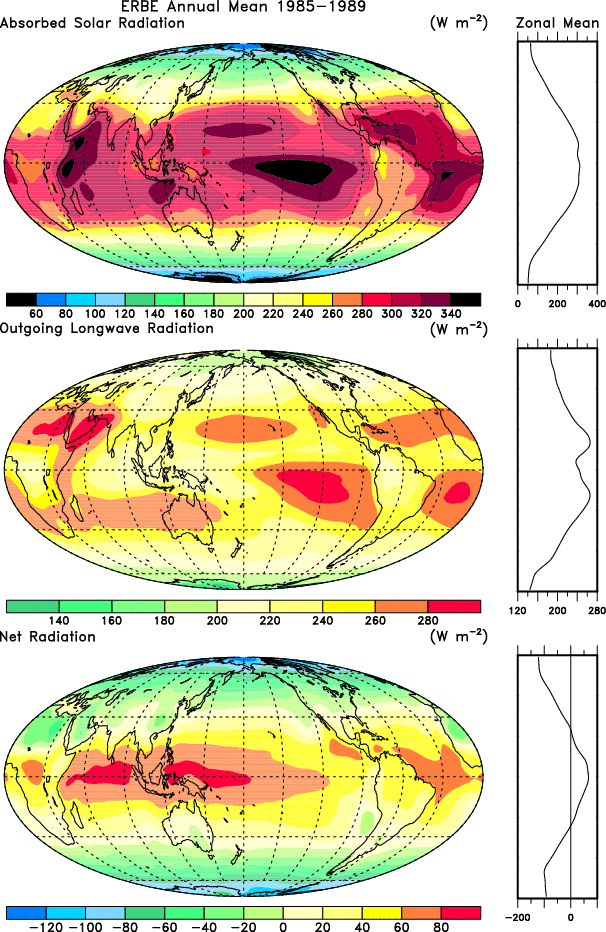 ERBE Annual Mean 1985−1989
Absorbed Solar Radiation (W m−2) Zonal Mean
60 80 100 120 140 160 180 200 220 240 260 280 300 320 340
0 200 400
Outgoing Longwave Radiation (W m−2)
140 160 180 200 220 240 260 280
120 200 280
Net Radiation (W m−2)
−120 −100 −80 −60 −40 −20 0 20 40 60 80
−200 0